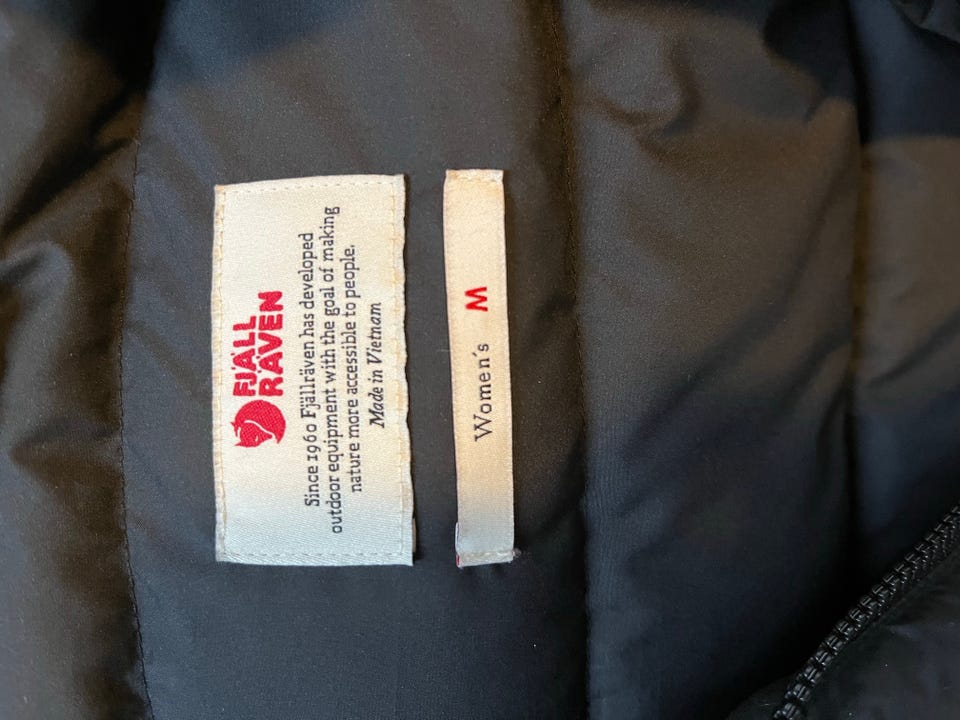 FJÄLL
RÄVEN
Since 1960 Fjällräven has developed
outdoor equipment with the goal of making
nature more accessible to people.
Made in Vietnam
Women's M